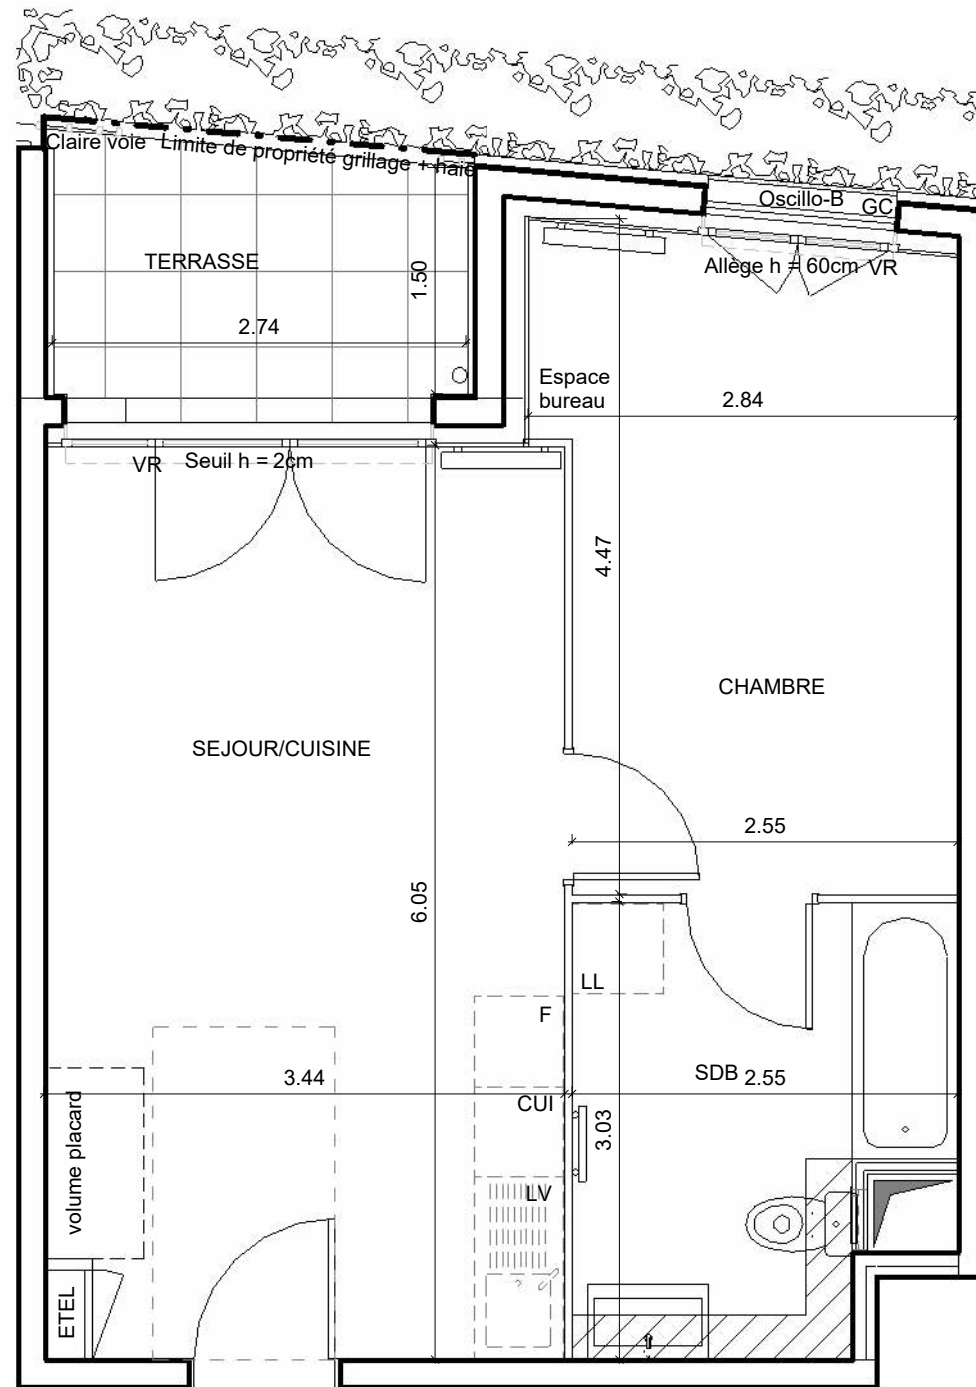 Claire voie
Limite de propriété grillage + haie
Oscillo-B
GC
TERRASSE
1.50
Allège h = 60cm
VR
2.74
Espace
bureau
2.84
VR
Seuil h = 2cm
4.47
CHAMBRE
SEJOUR/CUISINE
2.55
6.05
LL
F
SDB
2.55
3.44
CUI
3.03
volume placard
LV
ETEL